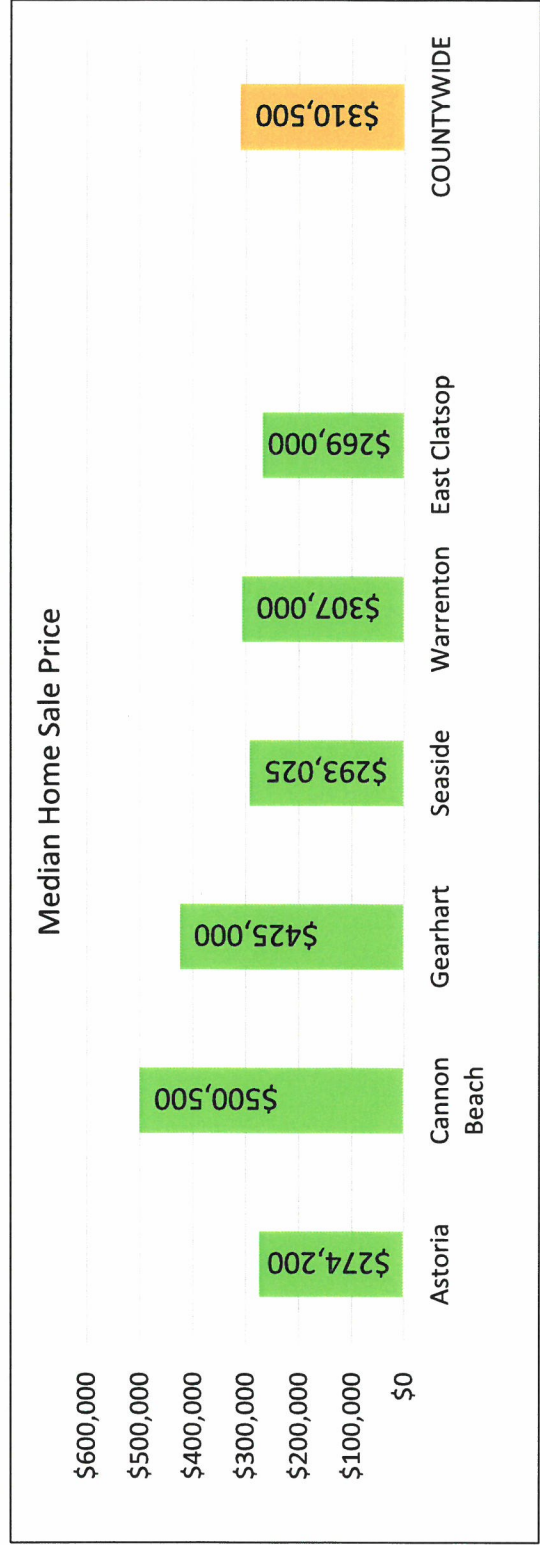 Median Home Sale Price
$600,000
$500,000
$400,000
$300,000
$200,000
$100,000
$0
$274,200
$500,500
$425,000
$293,025
$307,000
$269,000
$310,500
Astoria
Cannon
Beach
Gearhart
Seaside
Warrenton
East Clatsop
COUNTYWIDE